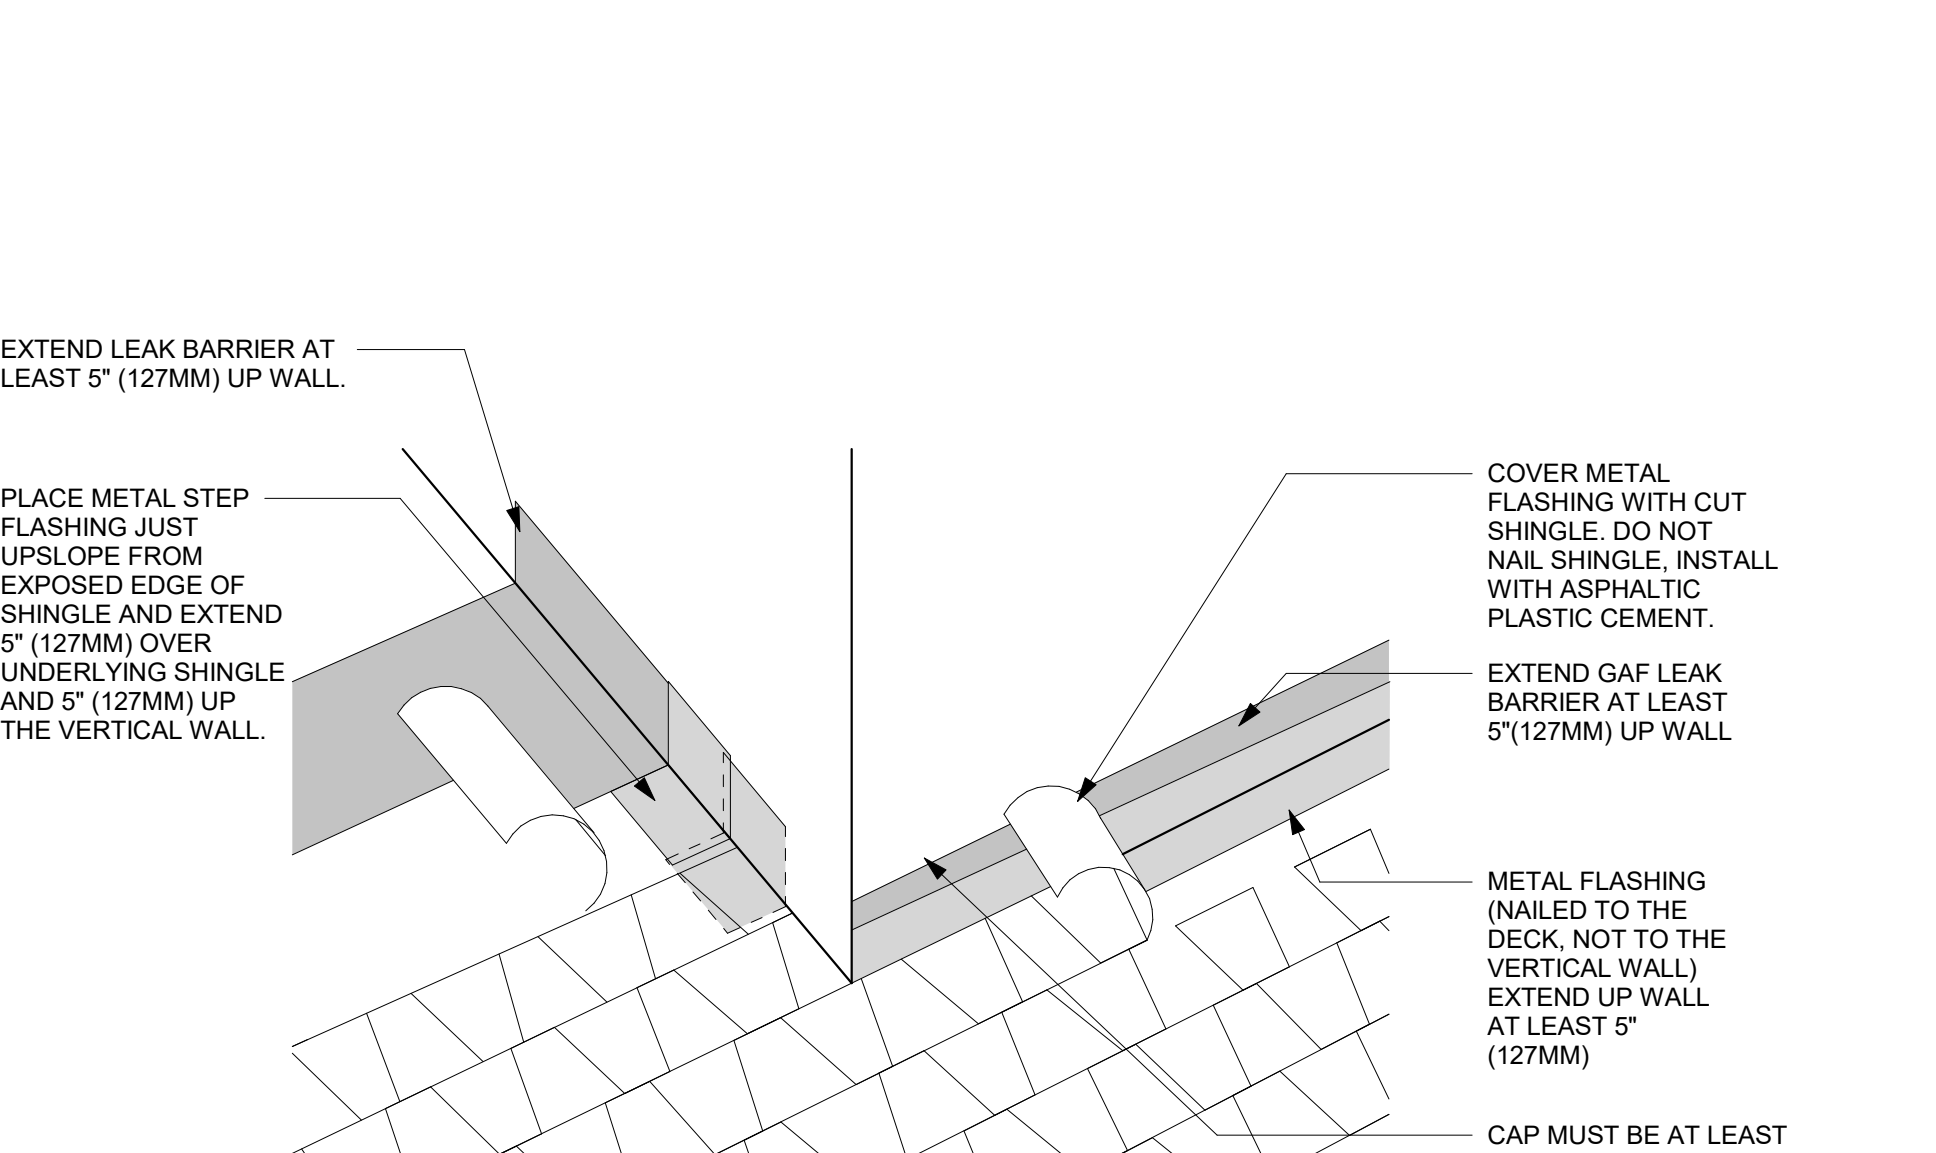 EXTEND LEAK BARRIER AT
LEAST 5" (127MM) UP WALL.
PLACE METAL STEP
FLASHING JUST
UPSLOPE FROM
EXPOSED EDGE OF
SHINGLE AND EXTEND
5" (127MM) OVER
UNDERLYING SHINGLE
AND 5" (127MM) UP
THE VERTICAL WALL.
COVER METAL
FLASHING WITH CUT
SHINGLE. DO NOT
NAIL SHINGLE, INSTALL
WITH ASPHALTIC
PLASTIC CEMENT.
EXTEND GAF LEAK
BARRIER AT LEAST
5"(127MM) UP WALL
METAL FLASHING
(NAILED TO THE
DECK, NOT TO THE
VERTICAL WALL)
EXTEND UP WALL
AT LEAST 5"
(127MM)
CAP MUST BE AT LEAST